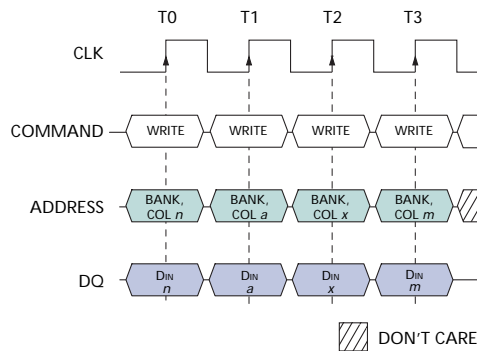 T0 T1 T2 T3
CLK
COMMAND WRITE WRITE WRITE WRITE
BANK, BANK, BANK, BANK,
ADDRESS COL n COL a COL x COL m
DQ DIN DIN DIN DIN
n a x m
DON'T CARE